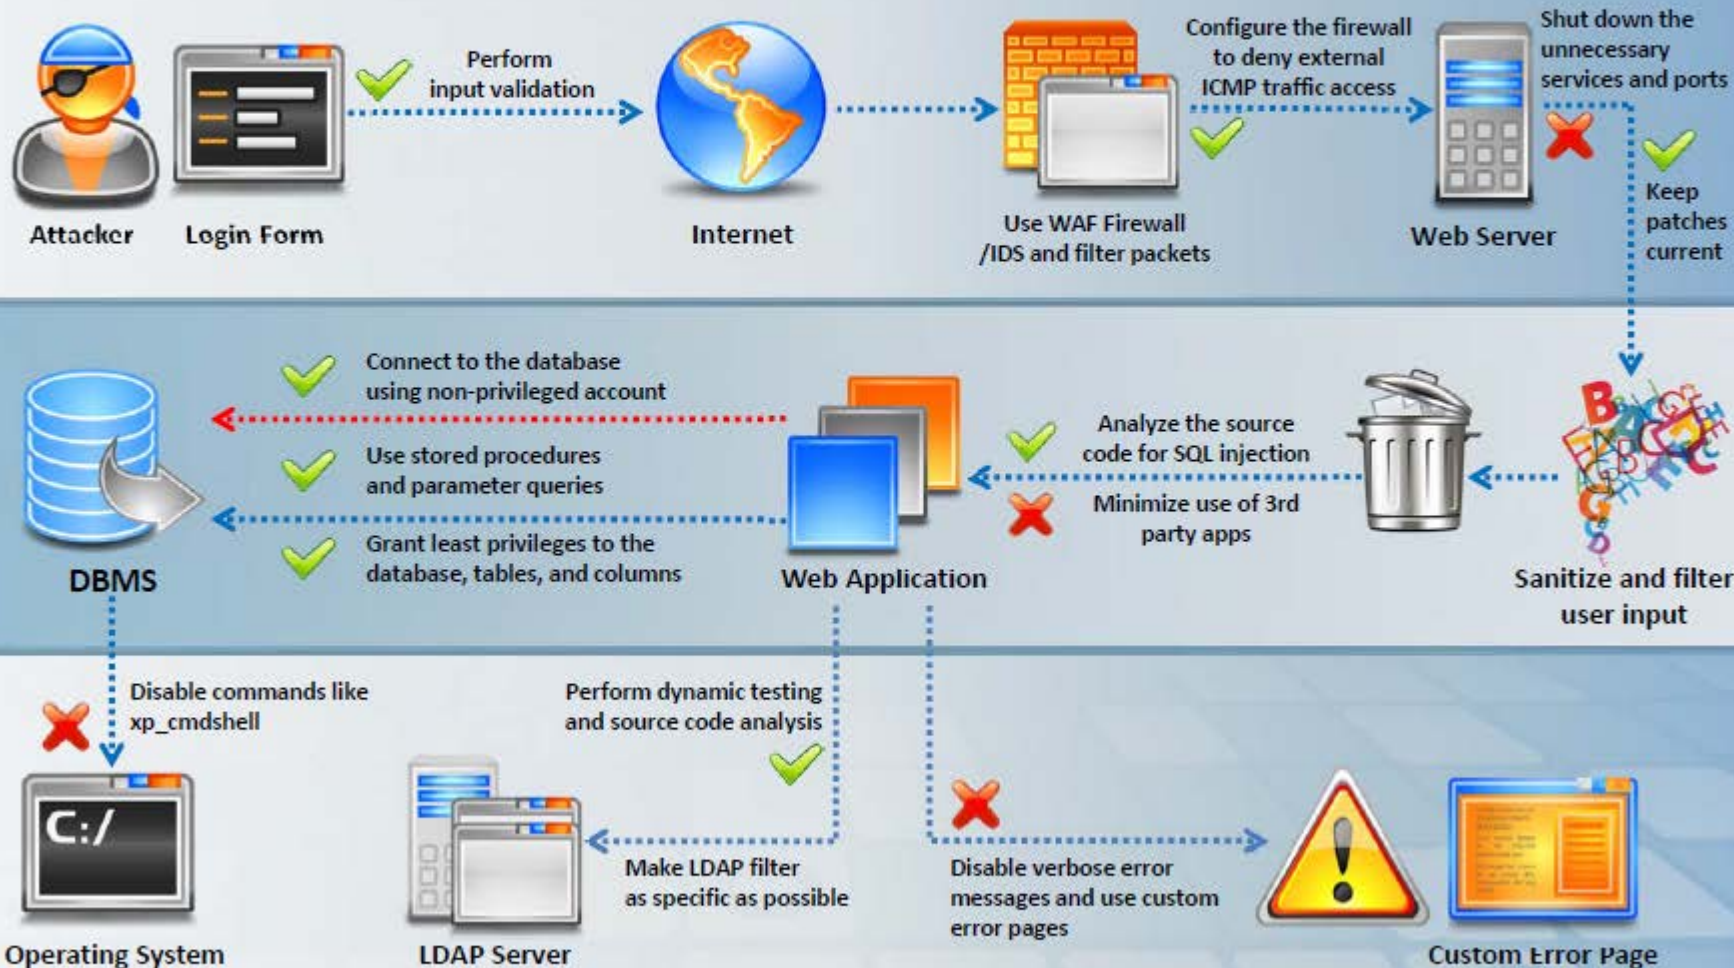 Perform
input validation
Configure the firewall
to deny external
ICMP traffic access
Shut down the
unnecessary
services and ports
Keep
patches
current
Attacker
Login Form
Internet
Use WAF Firewall
/IDS and filter packets
Web Server
Connect to the database
using non-privileged account
Use stored procedures
and parameter queries
Grant least privileges to the
database, tables, and columns
DBMS
Web Application
Analyze the source
code for SQL injection
Minimize use of 3rd
party apps
Sanitize and filter
user input
Disable commands like
xp_cmdshell
C:/
Operating System
Perform dynamic testing
and source code analysis
Make LDAP filter
as specific as possible
LDAP Server
Disable verbose error
messages and use custom
error pages
Custom Error Page